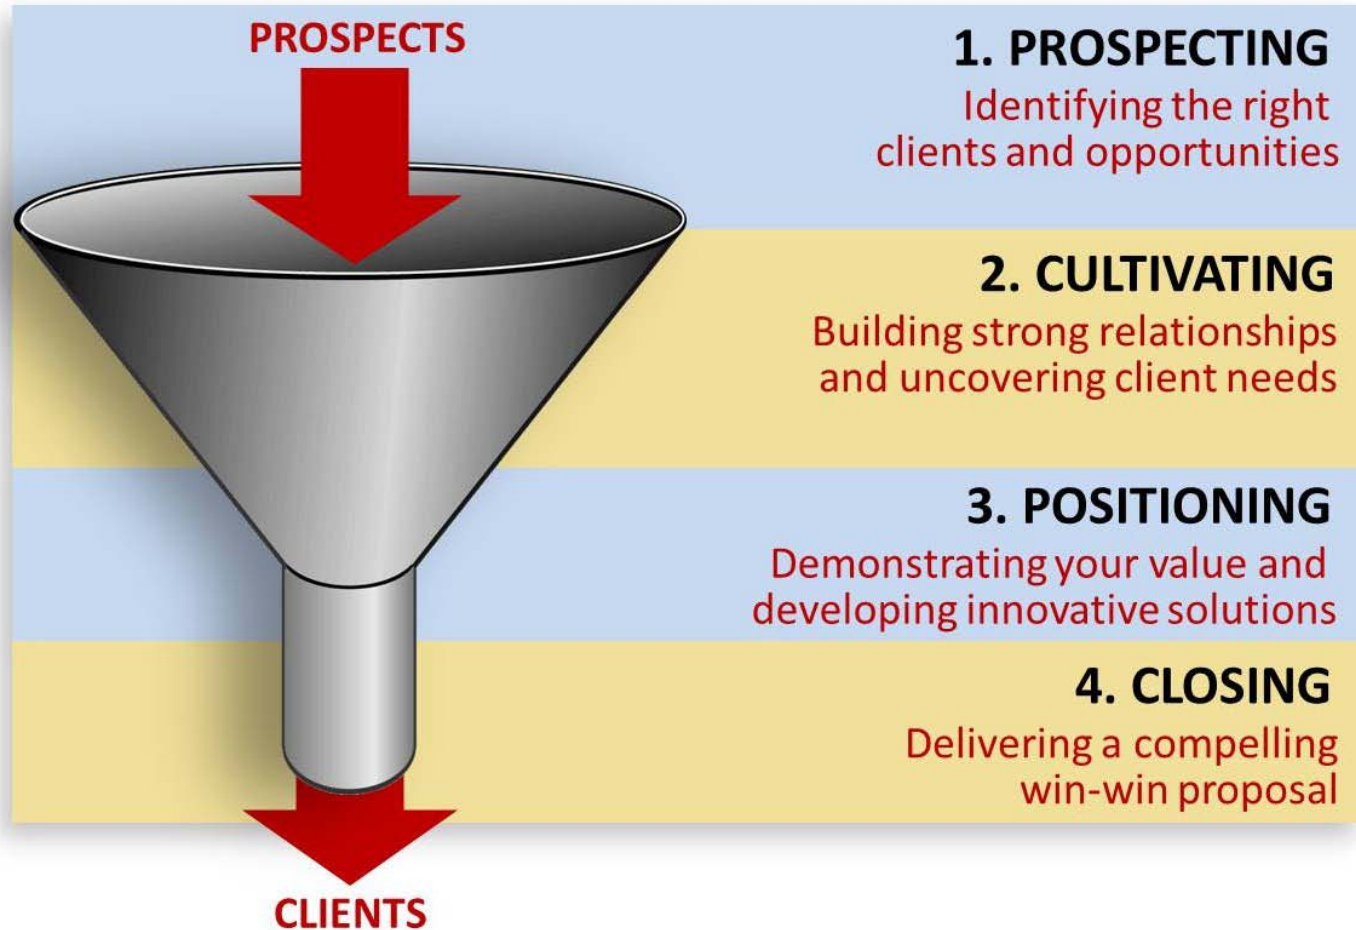 PROSPECTS
1. PROSPECTING
Identifying the right
clients and opportunities
2. CULTIVATING
Building strong relationships
and uncovering client needs
3. POSITIONING
Demonstrating your value and
developing innovative solutions
4. CLOSING
Delivering a compelling
win-win proposal
CLIENTS